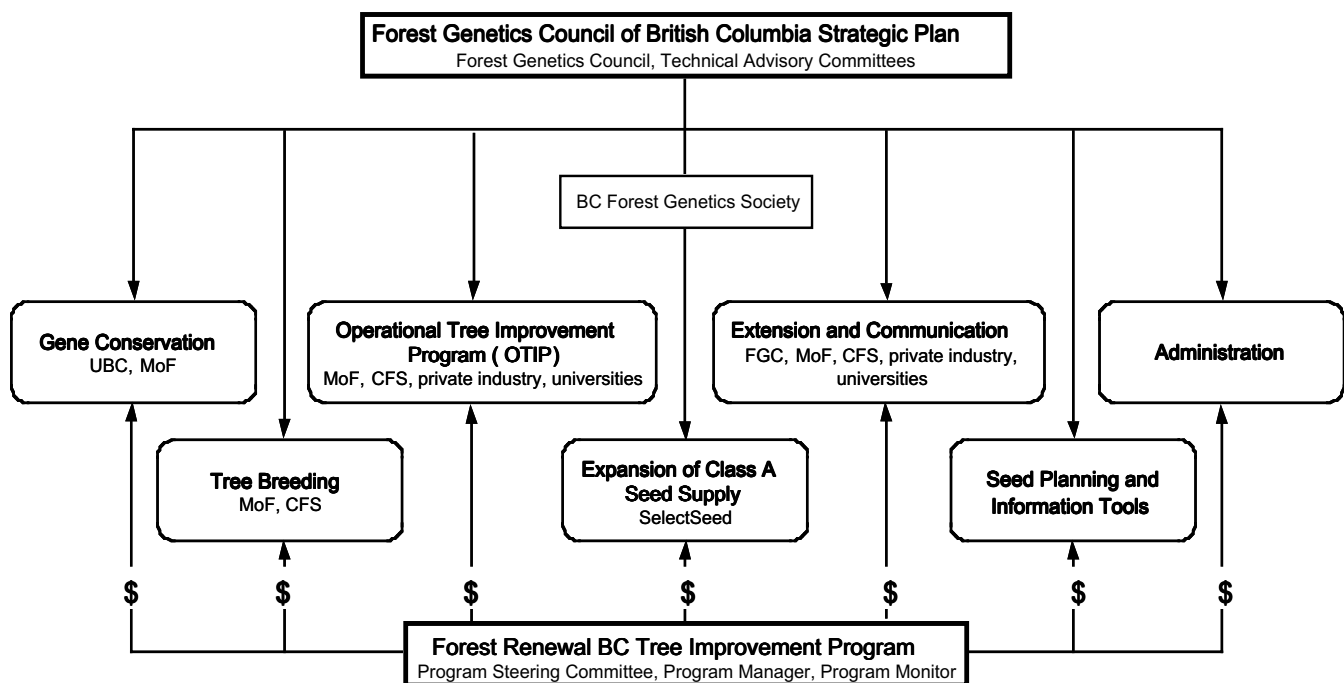 Forest Genetics Council of British Columbia Strategic Plan
Forest Genetics Council, Technical Advisory Committees
BC Forest Genetics Society
Gene Conservation
UBC, MoF
Operational Tree Improvement
Program ( OTIP)
MoF, CFS, private industry, universities
Extension and Communication
FGC, MoF, CFS, private industry,
universities
Administration
Tree Breeding
MoF, CFS
Expansion of Class A
Seed Supply
SelectSeed
Seed Planning and
Information Tools
$ $ $ $ $ $ $
Forest Renewal BC Tree Improvement Program
Program Steering Committee, Program Manager, Program Monitor